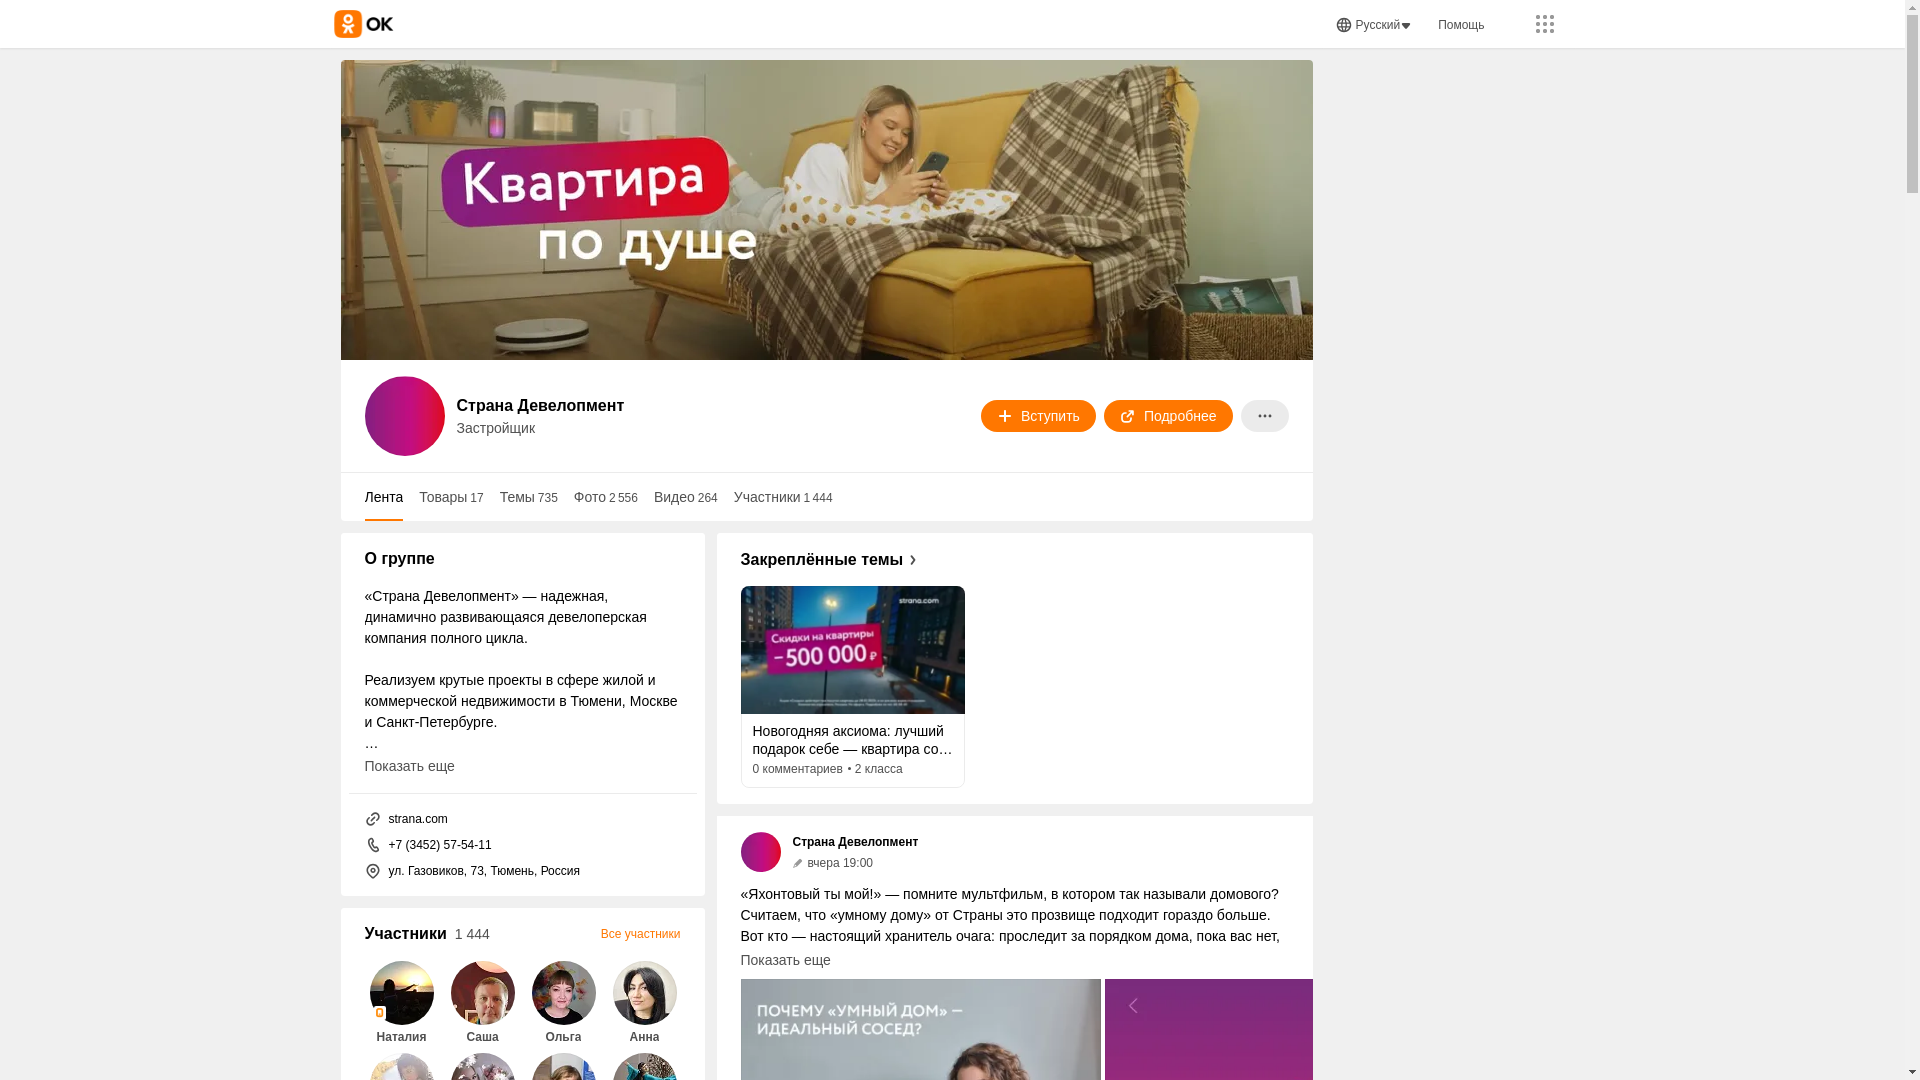 OK
Русский
Помощь
Квартира
по душе
Страна Девелопмент
Застройщик
Вступить
Подробнее
Лента
Товары 17
Темы 735
Фото 2 556
Видео 264
Участники 1 444
О группе
«Страна Девелопмент» — надежная,
динамично развивающаяся девелоперская
компания полного цикла.
Реализуем крутые проекты в сфере жилой и
коммерческой недвижимости в Тюмени, Москве
и Санкт-Петербурге.
…
Показать еще
strana.com
+7 (3452) 57-54-11
ул. Газовиков, 73, Тюмень, Россия
Участники 1 444
Все участники
Наталия
Саша
Ольга
Анна
Закреплённые темы
strana.com
Скидки на квартиры
–500 000 ₽
Новогодняя аксиома: лучший
подарок себе — квартира со…
0 комментариев • 2 класса
Страна Девелопмент
вчера 19:00
«Яхонтовый ты мой!» — помните мультфильм, в котором так называли домового?
Считаем, что «умному дому» от Страны это прозвище подходит гораздо больше.
Вот кто — настоящий хранитель очага: проследит за порядком дома, пока вас нет,
Показать еще
ПОЧЕМУ «УМНЫЙ ДОМ» —
ИДЕАЛЬНЫЙ СОСЕД?